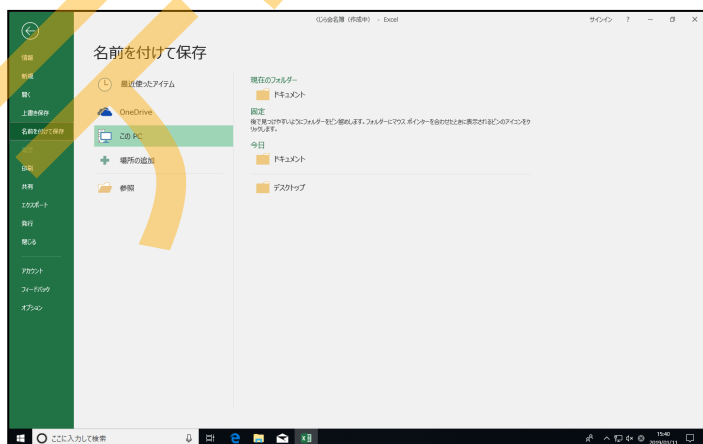 くじら会名簿（作成中） - Excel
サインイン ? － ×
名前を付けて保存
情報
新規
開く
上書き保存
名前を付けて保存
印刷
共有
エクスポート
発行
閉じる
アカウント
フィードバック
オプション
最近使ったアイテム
OneDrive
この PC
場所の追加
参照
現在のフォルダー
ドキュメント
固定
後で見つけやすいようにフォルダーをピン留めします。フォルダーにマウス ポインターを合わせたときに表示されるピンのアイコンをク
リックします。
今日
ドキュメント
デスクトップ
ここに入力して検索
15:40
2019/03/11